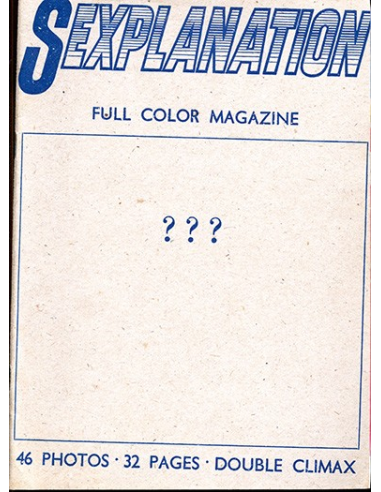 SEXPLANATION
FULL COLOR MAGAZINE
? ? ?
46 PHOTOS · 32 PAGES · DOUBLE CLIMAX